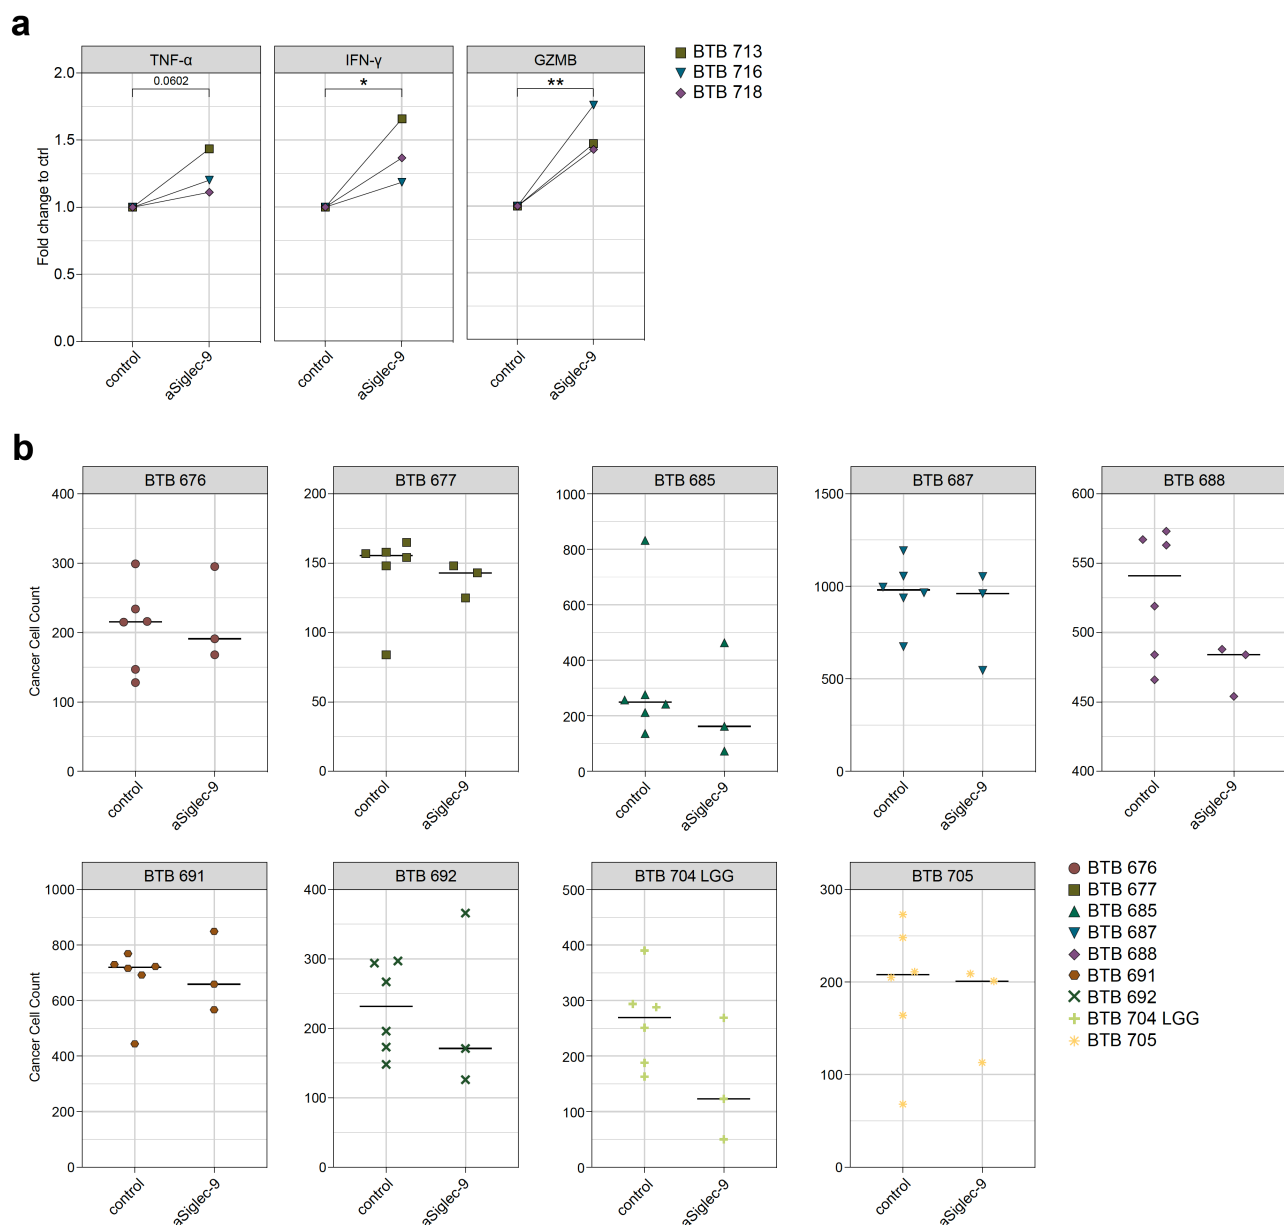 a
TNF-α
IFN-γ
GZMB
BTB 713
BTB 716
BTB 718
0.0602
*
**
2.0
1.5
1.0
0.5
0.0
Fold change to ctrl
control
aSiglec-9
control
aSiglec-9
control
aSiglec-9
b
BTB 676
BTB 677
BTB 685
BTB 687
BTB 688
Cancer Cell Count
400
300
200
100
0
200
150
100
50
0
1000
800
600
400
200
0
1500
1000
500
0
600
550
500
450
400
control
aSiglec-9
control
aSiglec-9
control
aSiglec-9
control
aSiglec-9
control
aSiglec-9
BTB 691
BTB 692
BTB 704 LGG
BTB 705
Cancer Cell Count
1000
800
600
400
200
0
400
300
200
100
0
500
400
300
200
100
0
300
200
100
0
control
aSiglec-9
control
aSiglec-9
control
aSiglec-9
control
aSiglec-9
BTB 676
BTB 677
BTB 685
BTB 687
BTB 688
BTB 691
BTB 692
BTB 704 LGG
BTB 705